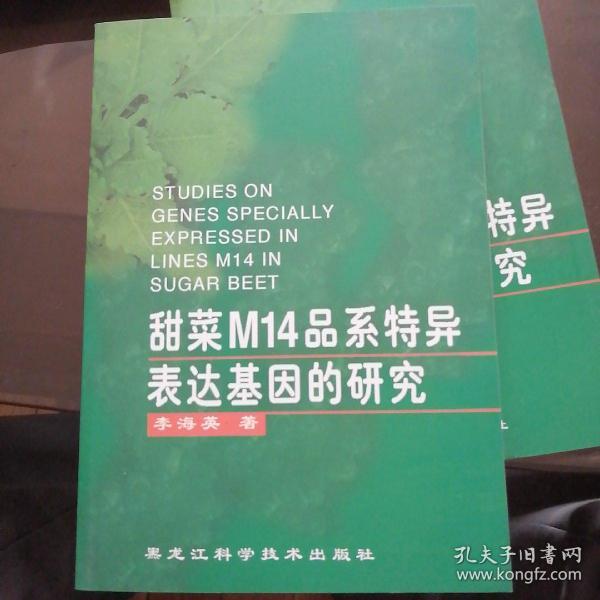 STUDIES ON
GENES SPECIALLY
EXPRESSED IN
LINES M14 IN
SUGAR BEET
甜菜M14品系特异
表达基因的研究
李海英 著
黑龙江科学技术出版社
特异
究
社
孔夫子旧书网
www.kongfz.com